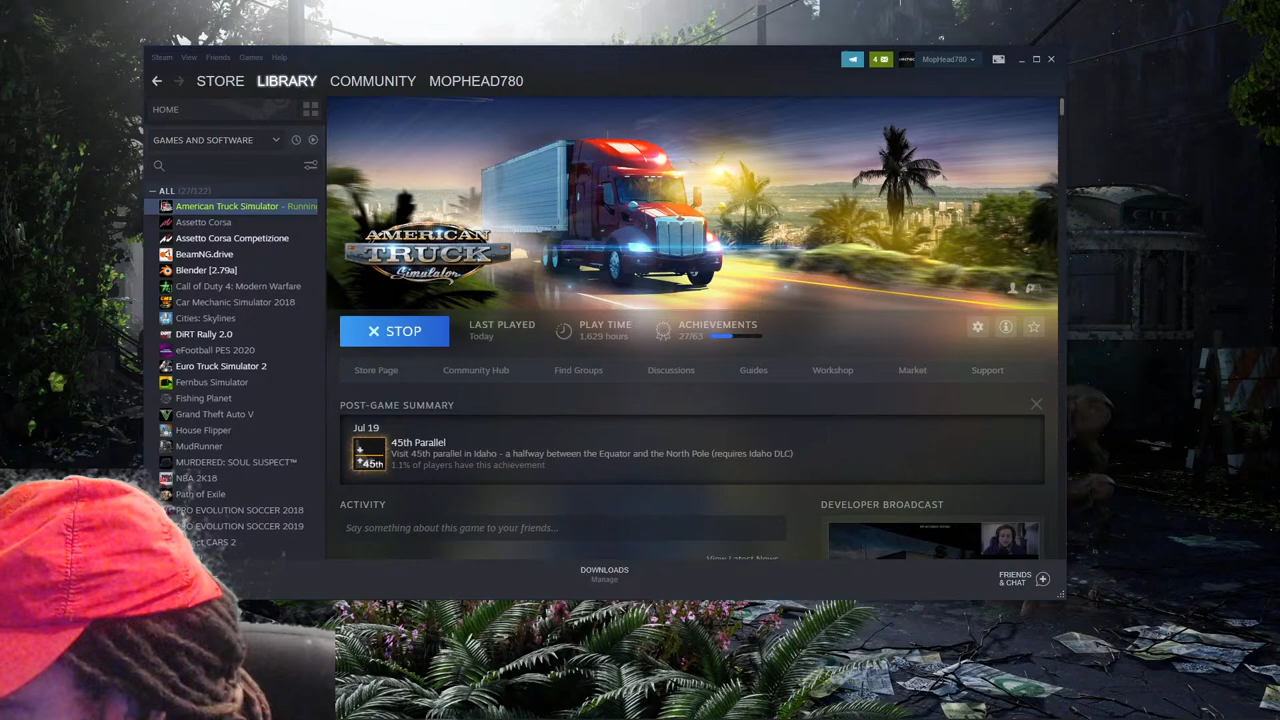 Steam View Friends Games Help
4 MopHead780
STORE LIBRARY COMMUNITY MOPHEAD780
HOME
GAMES AND SOFTWARE
ALL (27/122)
American Truck Simulator - Running
Assetto Corsa
Assetto Corsa Competizione
BeamNG.drive
Blender [2.79a]
Call of Duty 4: Modern Warfare
Car Mechanic Simulator 2018
Cities: Skylines
DiRT Rally 2.0
eFootball PES 2020
Euro Truck Simulator 2
Fernbus Simulator
Fishing Planet
Grand Theft Auto V
House Flipper
MudRunner
MURDERED: SOUL SUSPECT™
NBA 2K18
Path of Exile
PRO EVOLUTION SOCCER 2018
PRO EVOLUTION SOCCER 2019
CARS 2
AMERICAN
TRUCK
Simulator
STOP
LAST PLAYED
Today
PLAY TIME
1,629 hours
ACHIEVEMENTS
27/63
Store Page Community Hub Find Groups Discussions Guides Workshop Market Support
POST-GAME SUMMARY
Jul 19
45th
45th Parallel
Visit 45th parallel in Idaho - a halfway between the Equator and the North Pole (requires Idaho DLC)
1.1% of players have this achievement
ACTIVITY
Say something about this game to your friends...
View Latest News
DEVELOPER BROADCAST
DOWNLOADS
Manage
FRIENDS
& CHAT